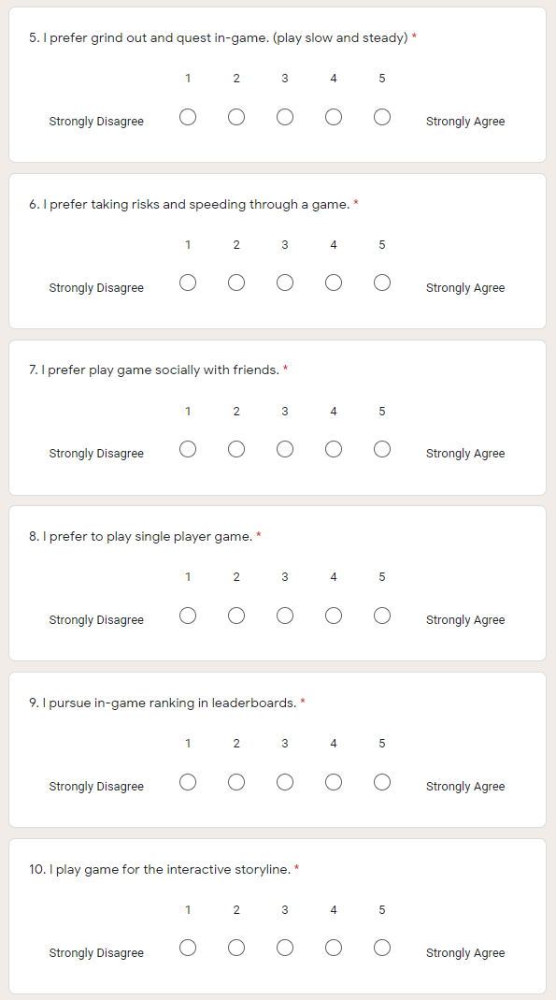 5. I prefer grind out and quest in-game. (play slow and steady) *
1 2 3 4 5
Strongly Disagree Strongly Agree
6. I prefer taking risks and speeding through a game. *
1 2 3 4 5
Strongly Disagree Strongly Agree
7. I prefer play game socially with friends. *
1 2 3 4 5
Strongly Disagree Strongly Agree
8. I prefer to play single player game. *
1 2 3 4 5
Strongly Disagree Strongly Agree
9. I pursue in-game ranking in leaderboards. *
1 2 3 4 5
Strongly Disagree Strongly Agree
10. I play game for the interactive storyline. *
1 2 3 4 5
Strongly Disagree Strongly Agree